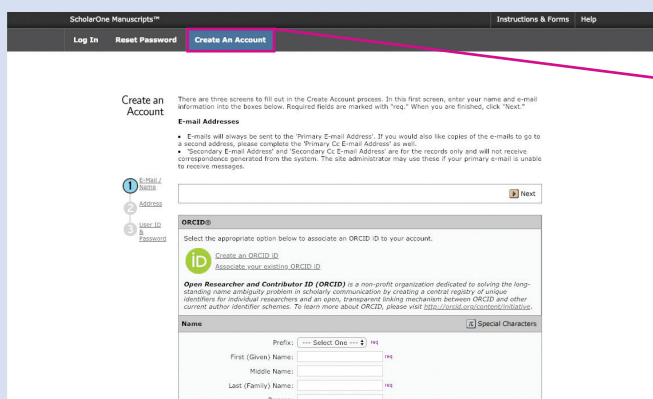 ScholarOne Manuscripts™ Instructions & Forms Help
Log In Reset Password Create An Account
Create an Account
There are three screens to fill out in the Create Account process. In this first screen, enter your name and e-mail
information into the boxes below. Required fields are marked with "req." When you are finished, click "Next."
E-mail Addresses
• E-mails will always be sent to the 'Primary E-mail Address'. If you would also like copies of the e-mails to go to
a second address, please complete the 'Primary Cc E-mail Address' as well.
• 'Secondary E-mail Address' and 'Secondary Cc E-mail Address' are for the records only and will not receive
correspondence generated from the system. The site administrator may use these if your primary e-mail is unable
to receive messages.
1 E-Mail /
Name
2 Address
3 User ID
&
Password
Next
ORCID®
Select the appropriate option below to associate an ORCID iD to your account.
iD
Create an ORCID iD
Associate your existing ORCID iD
Open Researcher and Contributor ID (ORCID) is a non-profit organization dedicated to solving the long-
standing name ambiguity problem in scholarly communication by creating a central registry of unique
identifiers for individual researchers and an open, transparent linking mechanism between ORCID and other
current author identifier schemes. To learn more about ORCID, please visit http://orcid.org/content/initiative.
Name π Special Characters
Prefix: --- Select One --- req
First (Given) Name: req
Middle Name:
Last (Family) Name: req